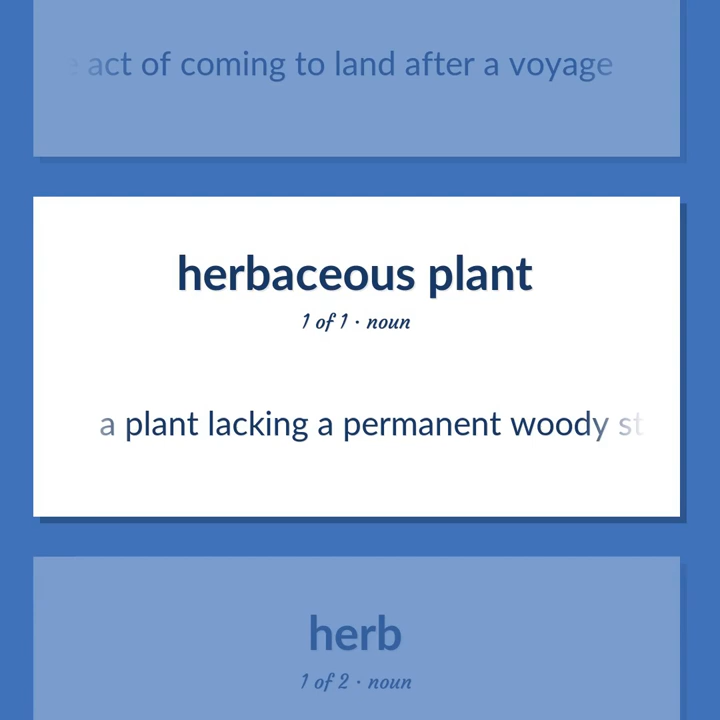 act of coming to land after a voyage
herbaceous plant
1 of 1 · noun
a plant lacking a permanent woody st
herb
1 of 2 · noun